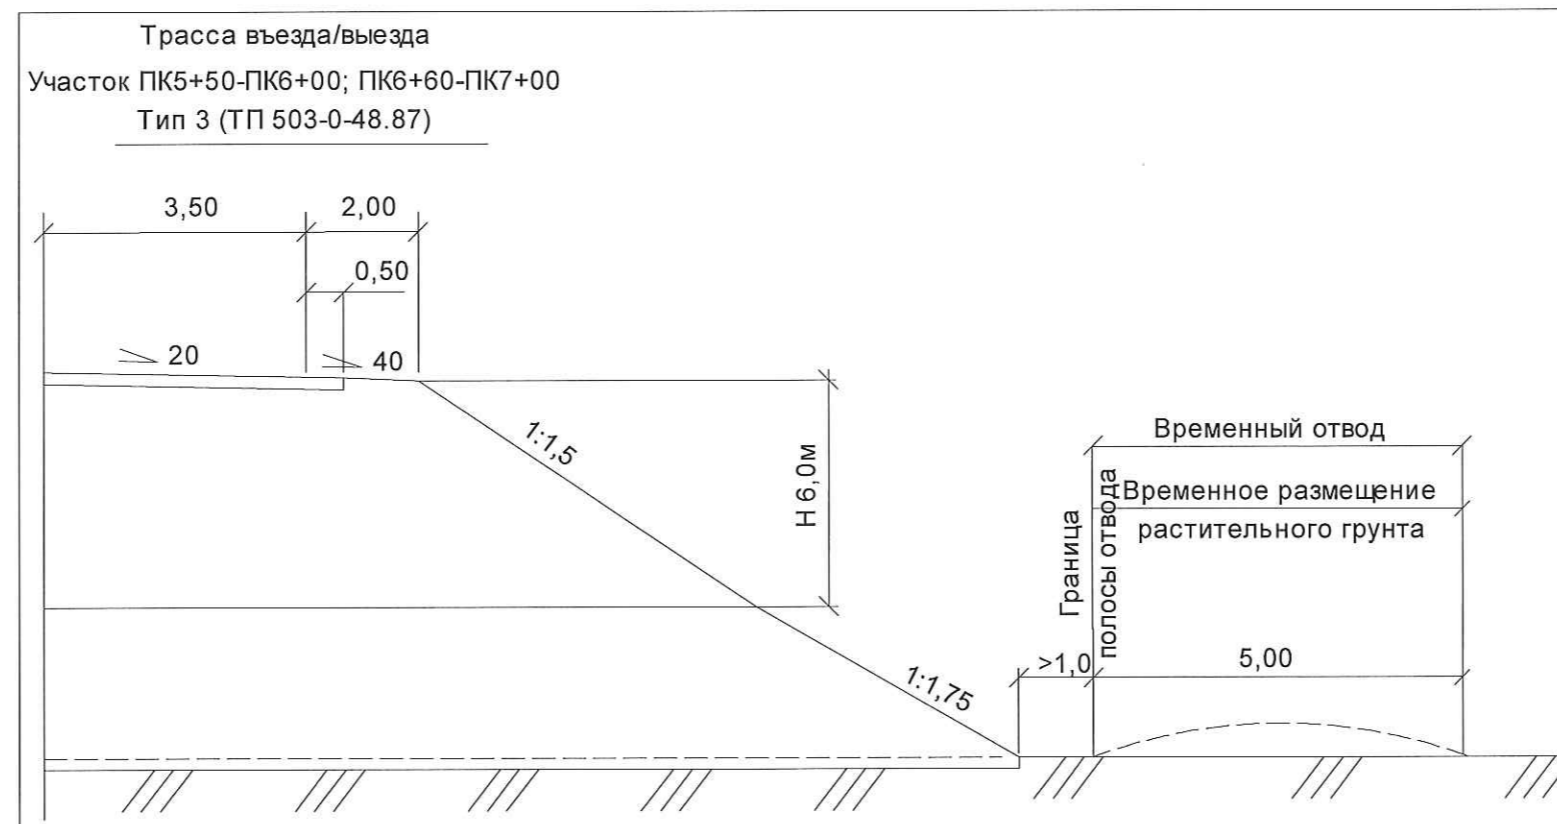 Трасса въезда/выезда
Участок ПК5+50-ПК6+00; ПК6+60-ПК7+00
Тип 3 (ТП 503-0-48.87)
3,50
2,00
0,50
20
40
1:1,5
Н 6,0м
1:1,75
Граница
полосы отвода
Временный отвод
Временное размещение
растительного грунта
>1,0
5,00